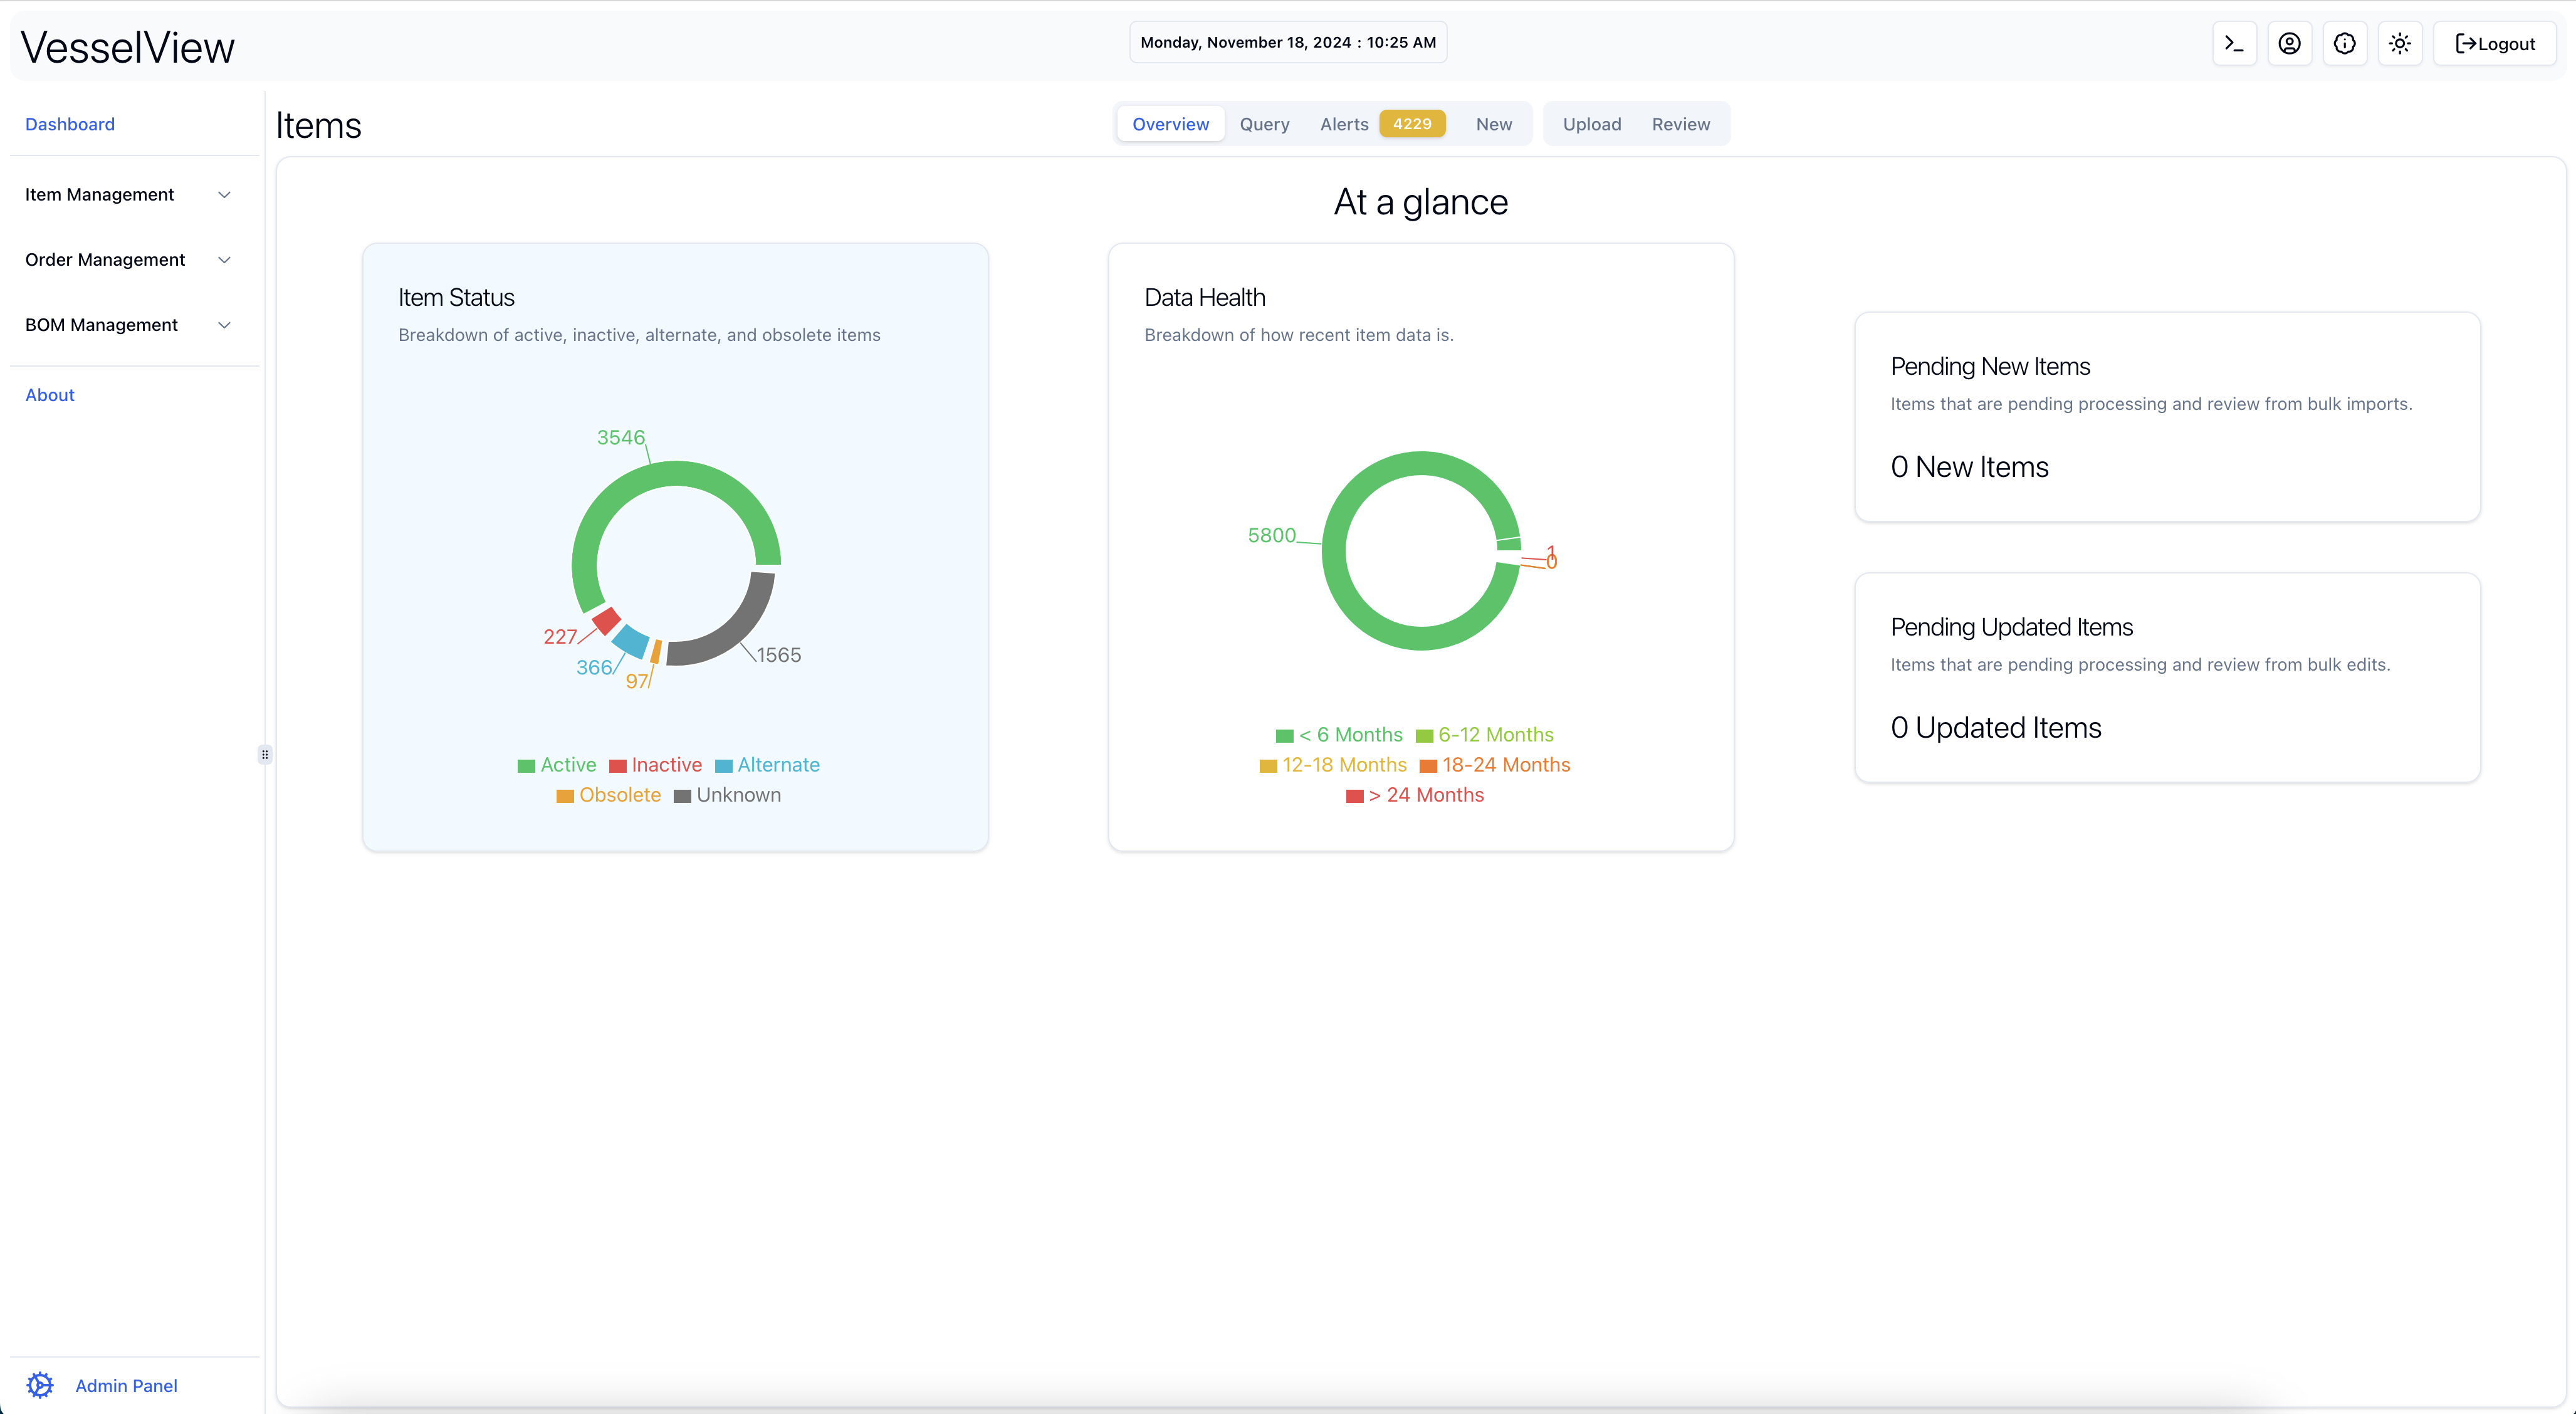 VesselView
Monday, November 18, 2024 : 10:25 AM
Logout
Dashboard
Item Management
Order Management
BOM Management
About
Admin Panel
Items
Overview Query Alerts 4229 New Upload Review
At a glance
Item Status
Breakdown of active, inactive, alternate, and obsolete items
3546
227
366
97
1565
Active Inactive Alternate
Obsolete Unknown
Data Health
Breakdown of how recent item data is.
5800
1
0
< 6 Months 6-12 Months
12-18 Months 18-24 Months
> 24 Months
Pending New Items
Items that are pending processing and review from bulk imports.
0 New Items
Pending Updated Items
Items that are pending processing and review from bulk edits.
0 Updated Items